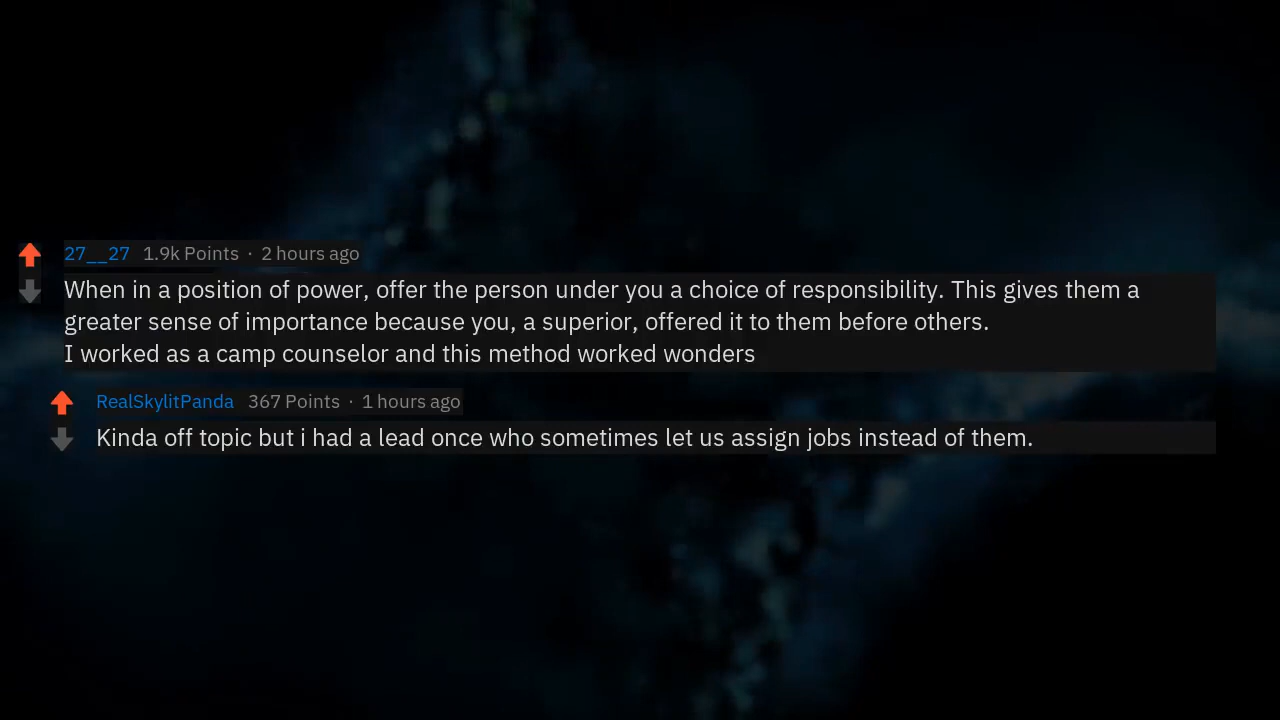 27__27 1.9k Points · 2 hours ago
When in a position of power, offer the person under you a choice of responsibility. This gives them a
greater sense of importance because you, a superior, offered it to them before others.
I worked as a camp counselor and this method worked wonders
RealSkylitPanda 367 Points · 1 hours ago
Kinda off topic but i had a lead once who sometimes let us assign jobs instead of them.